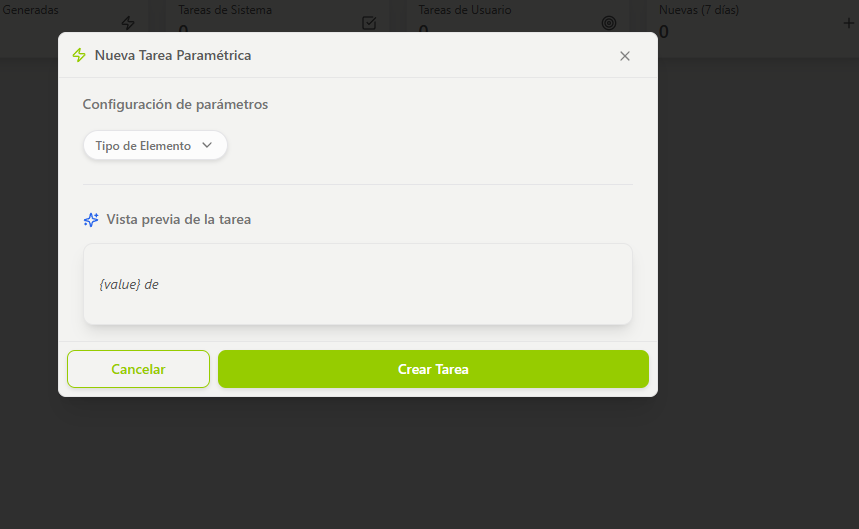 Generadas
Tareas de Sistema
Tareas de Usuario
Nuevas (7 días)
0
0
0
Nueva Tarea Paramétrica
Configuración de parámetros
Tipo de Elemento
Vista previa de la tarea
{value} de
Cancelar
Crear Tarea